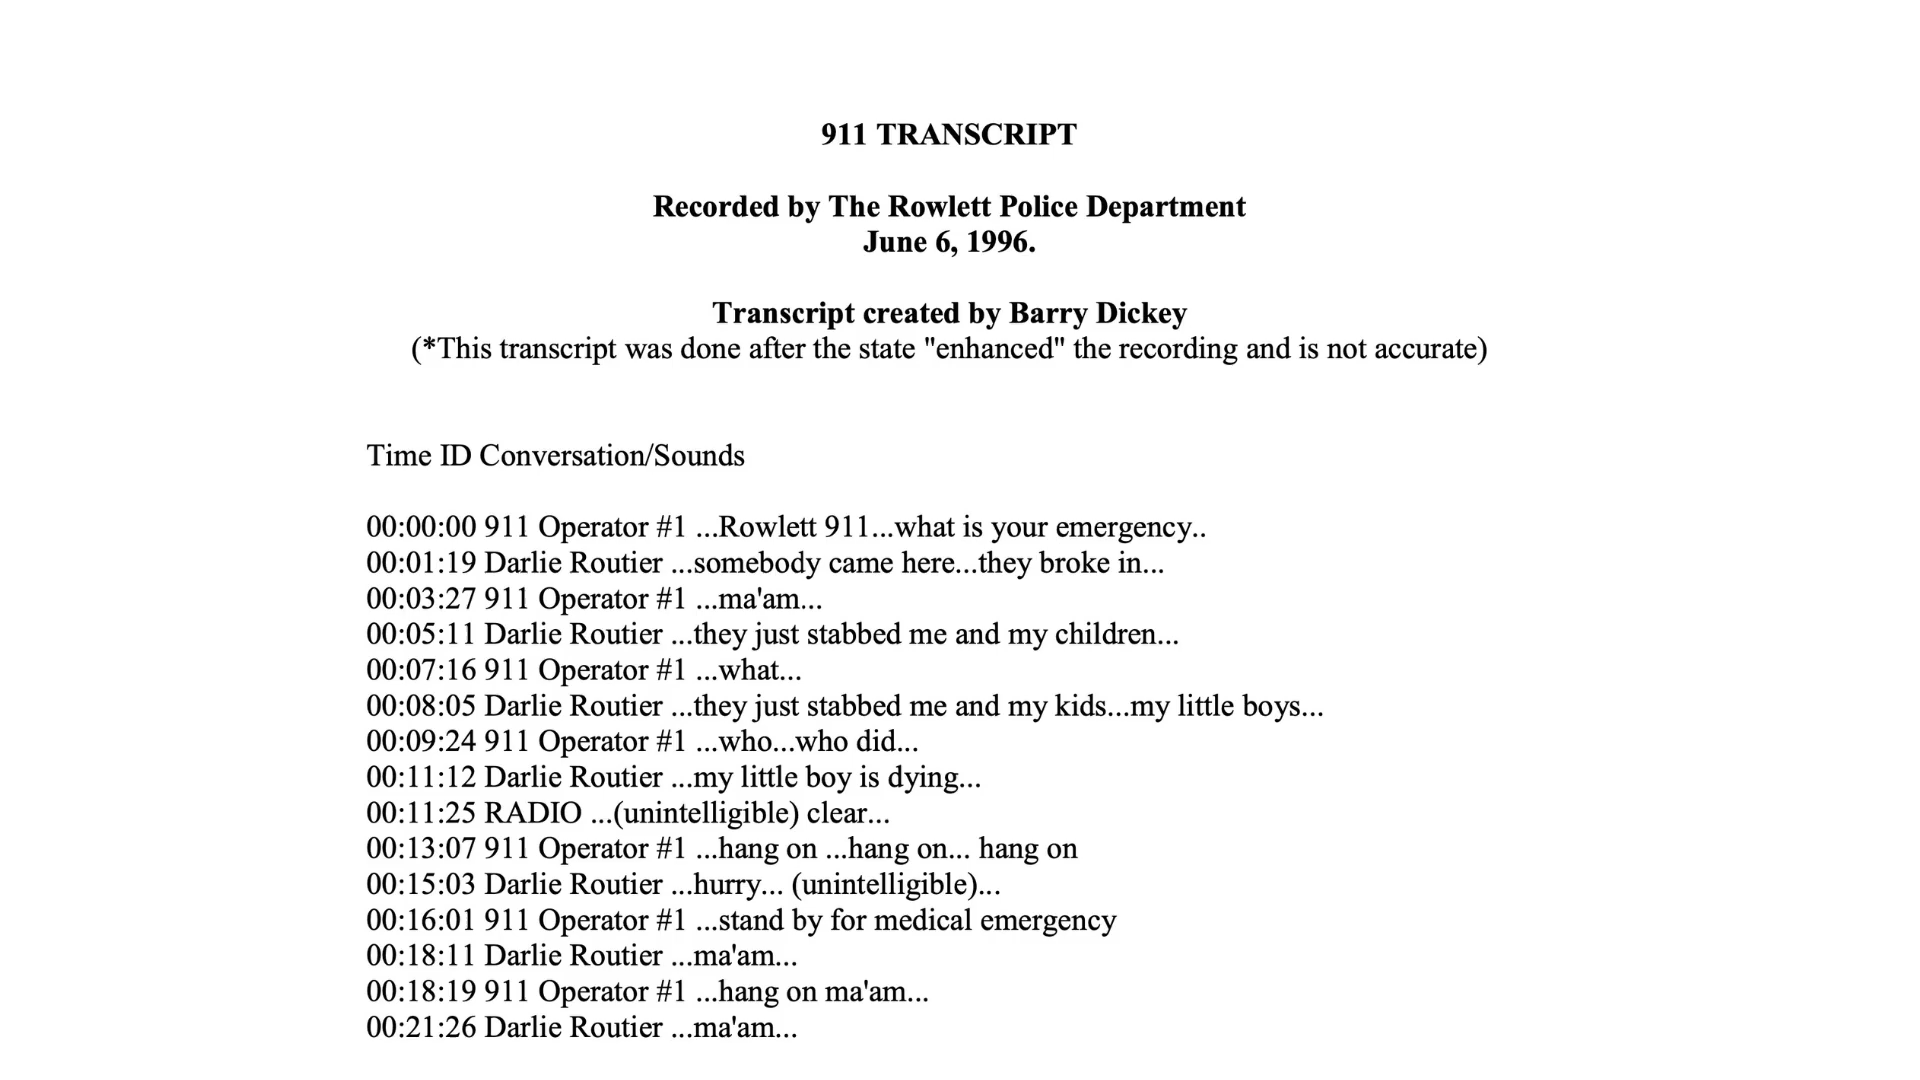 911 TRANSCRIPT
Recorded by The Rowlett Police Department
June 6, 1996.
Transcript created by Barry Dickey
(*This transcript was done after the state "enhanced" the recording and is not accurate)
Time ID Conversation/Sounds
00:00:00 911 Operator #1 ...Rowlett 911...what is your emergency..
00:01:19 Darlie Routier ...somebody came here...they broke in...
00:03:27 911 Operator #1 ...ma'am...
00:05:11 Darlie Routier ...they just stabbed me and my children...
00:07:16 911 Operator #1 ...what...
00:08:05 Darlie Routier ...they just stabbed me and my kids...my little boys...
00:09:24 911 Operator #1 ...who...who did...
00:11:12 Darlie Routier ...my little boy is dying...
00:11:25 RADIO ...(unintelligible) clear...
00:13:07 911 Operator #1 ...hang on ...hang on... hang on
00:15:03 Darlie Routier ...hurry... (unintelligible)...
00:16:01 911 Operator #1 ...stand by for medical emergency
00:18:11 Darlie Routier ...ma'am...
00:18:19 911 Operator #1 ...hang on ma'am...
00:21:26 Darlie Routier ...ma'am...